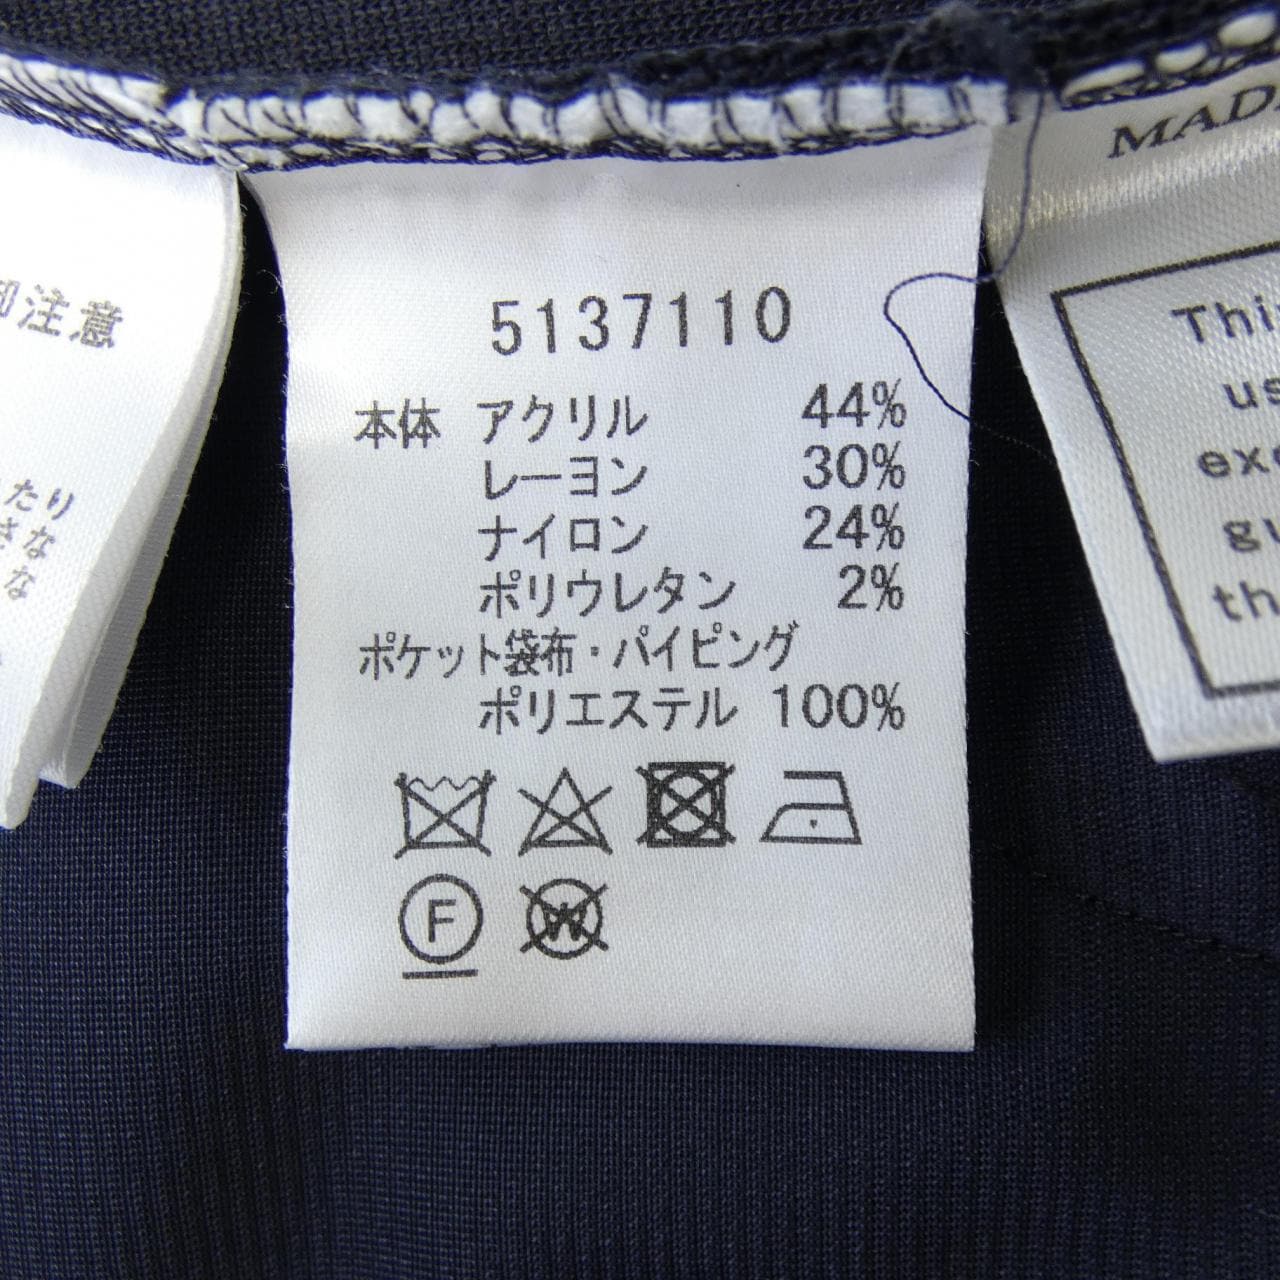 注意
たり
さな
な
5137110
本体 アクリル 44%
レーヨン 30%
ナイロン 24%
ポリウレタン 2%
ポケット袋布・パイピング
ポリエステル 100%
F
W
MAD
Thi
us
exc
gu
th